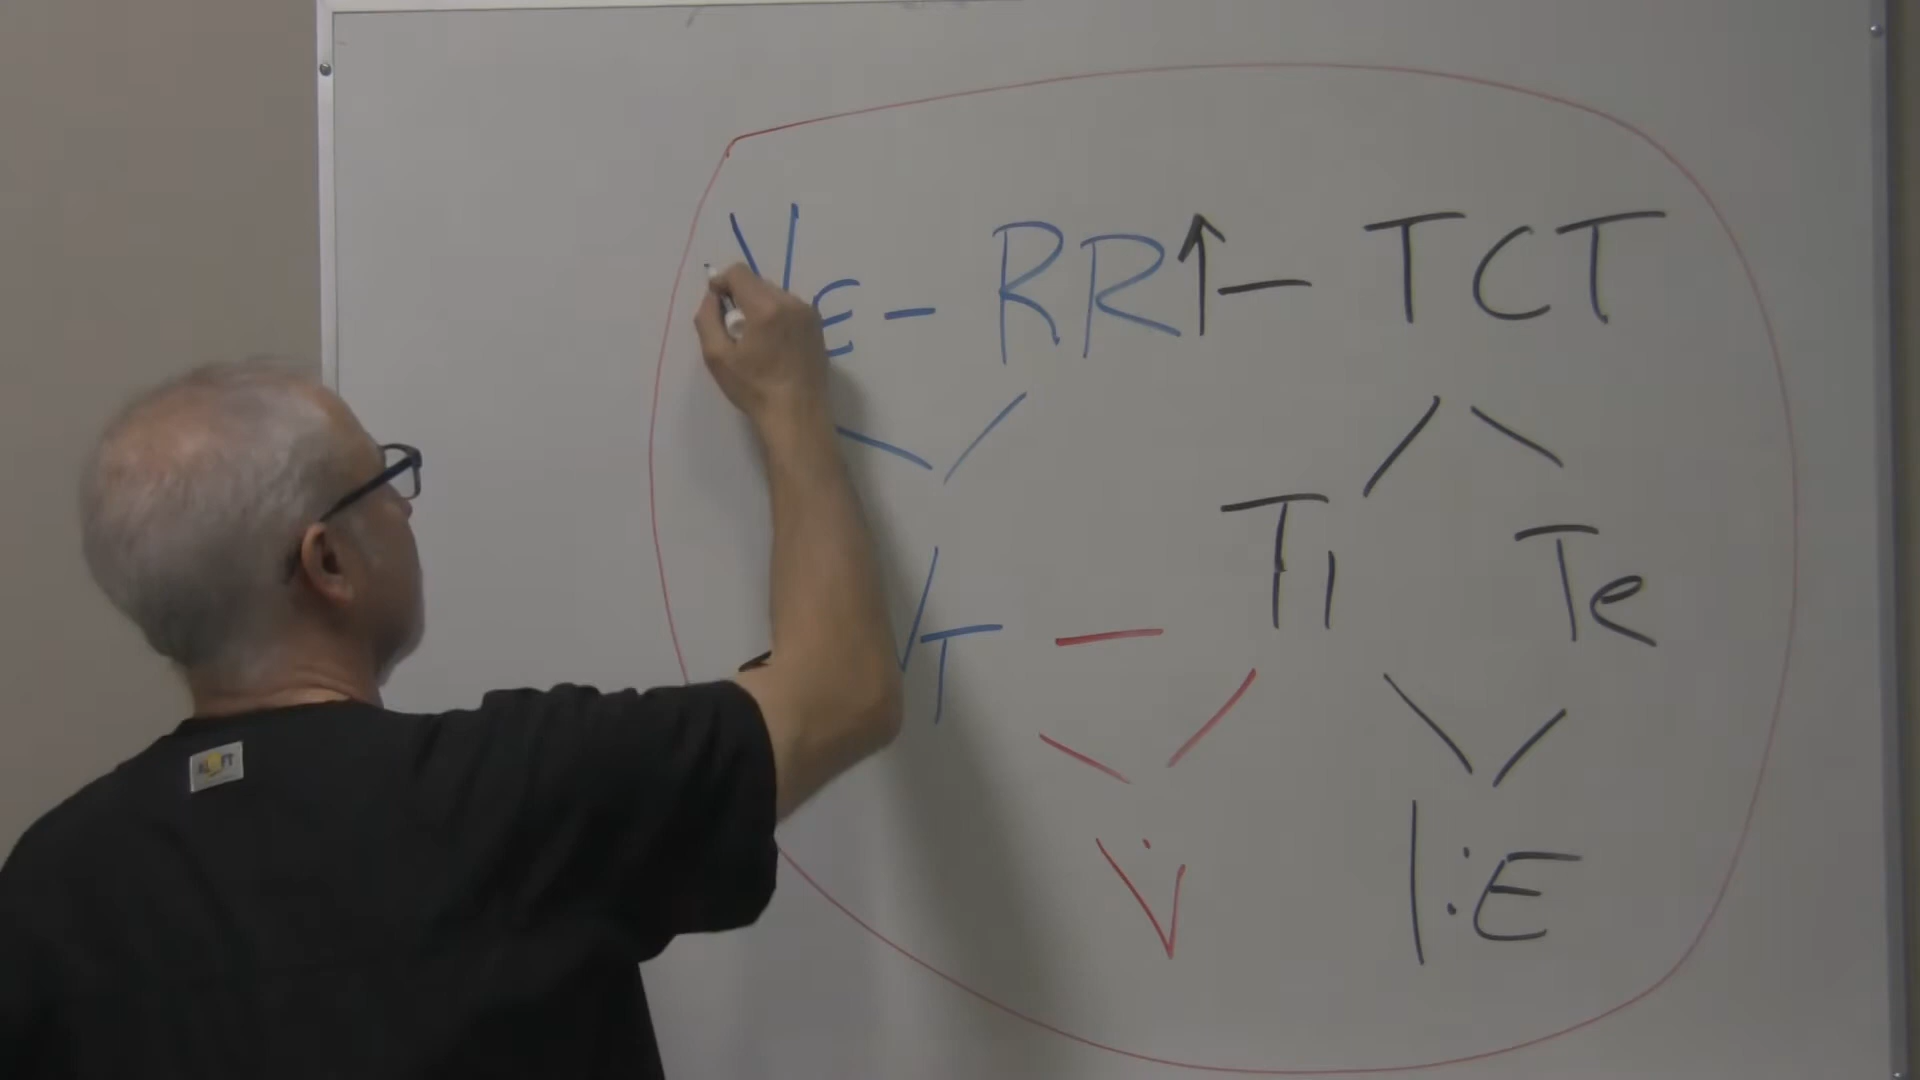 VE - RR↑ - TCT
VT - TI Te
V̇ I:E